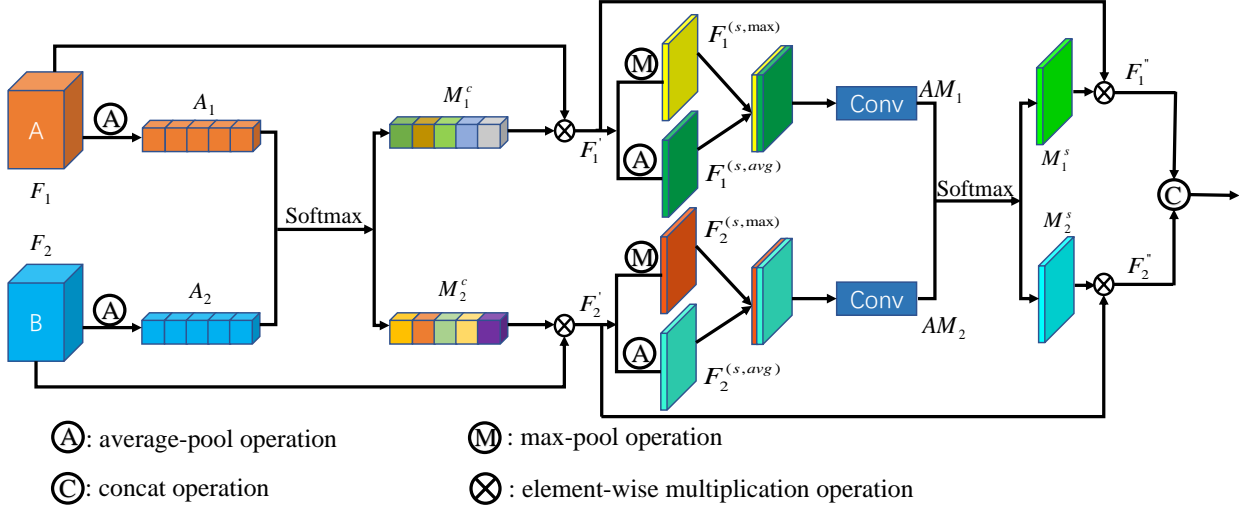 A
F₁
A
A₁
F₂
B
A
A₂
Softmax
M₁ᶜ
M₂ᶜ
F₁'
F₂'
M
A
F₁^(s,max)
F₁^(s,avg)
M
A
F₂^(s,max)
F₂^(s,avg)
Conv
AM₁
Conv
AM₂
Softmax
M₁ˢ
M₂ˢ
F₁"
F₂"
C
A: average-pool operation
M: max-pool operation
C: concat operation
⊗: element-wise multiplication operation